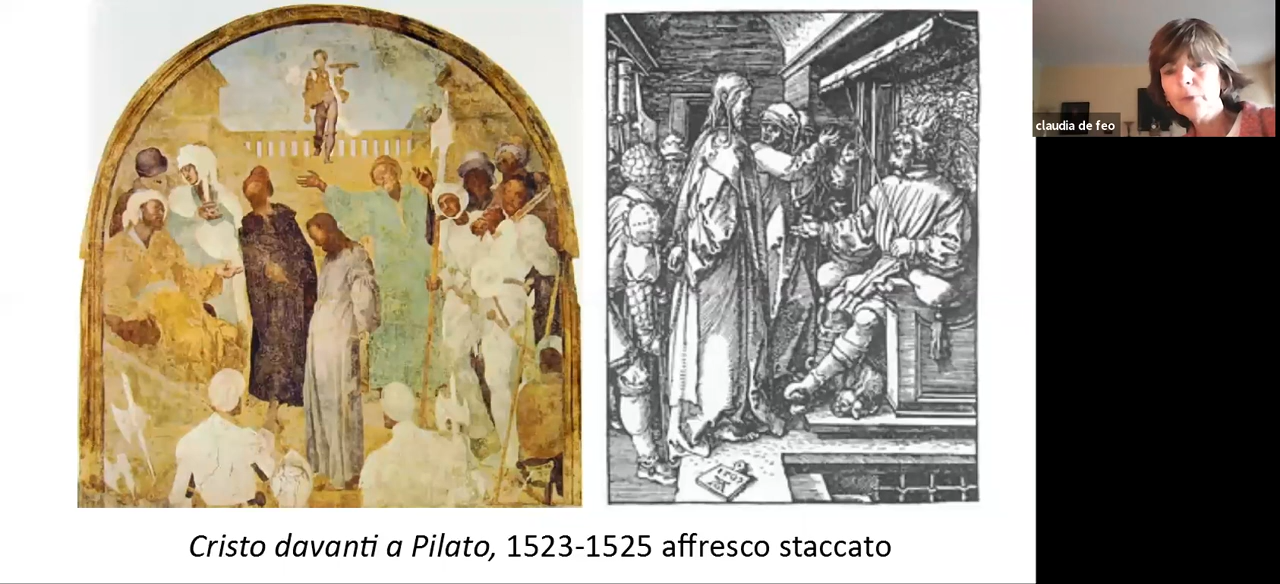 claudia de feo
Cristo davanti a Pilato, 1523-1525 affresco staccato